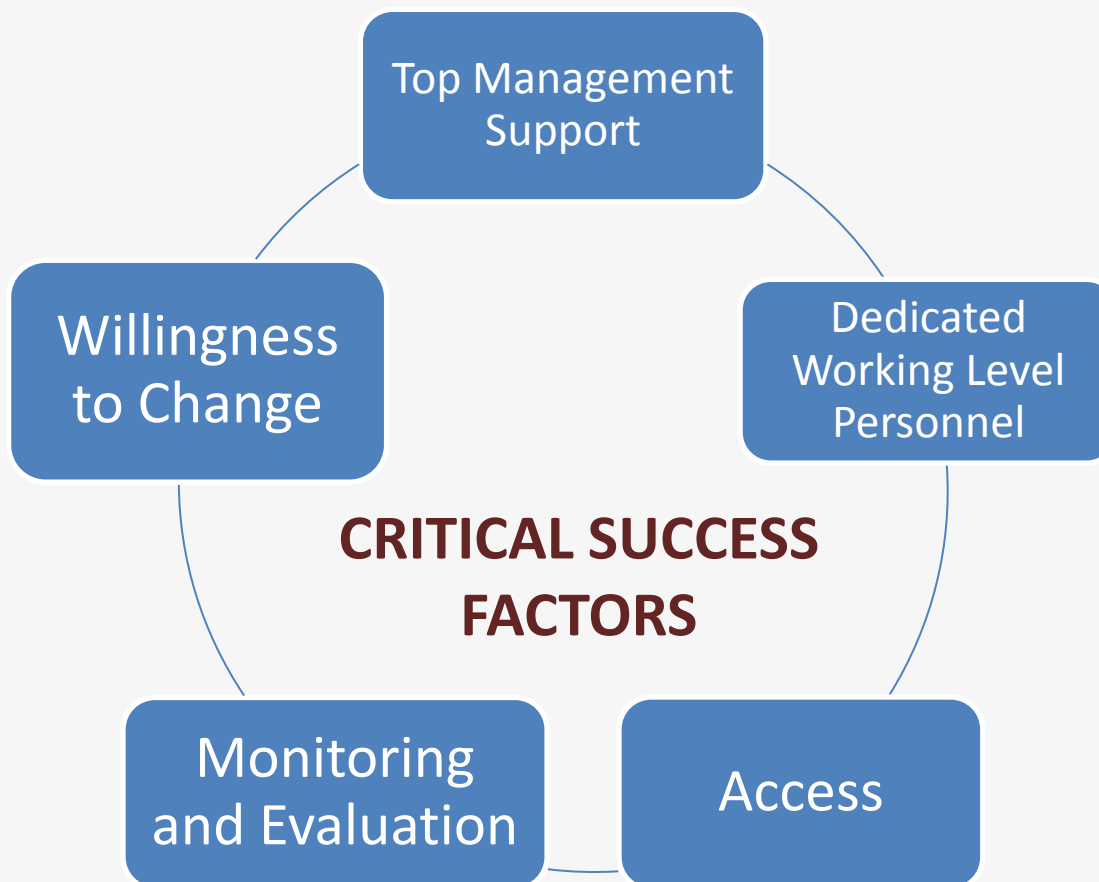 Top Management
Support
Dedicated
Working Level
Personnel
Access
Monitoring
and Evaluation
Willingness
to Change
CRITICAL SUCCESS
FACTORS